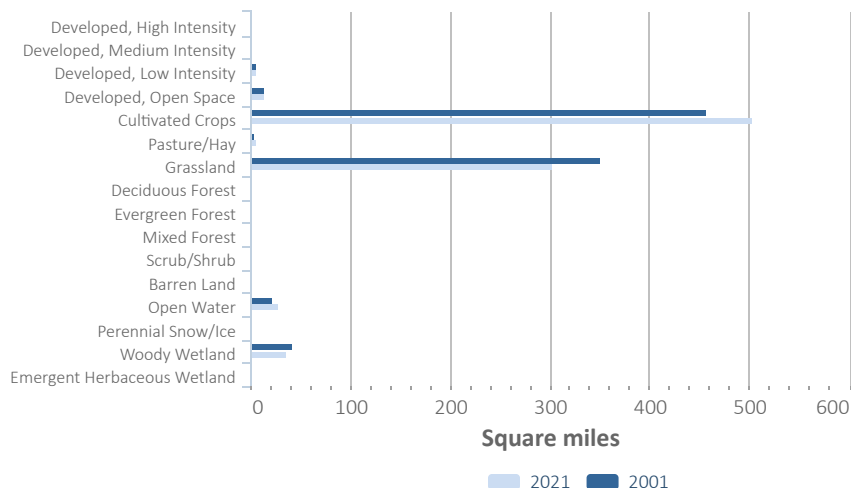 Developed, High Intensity
Developed, Medium Intensity
Developed, Low Intensity
Developed, Open Space
Cultivated Crops
Pasture/Hay
Grassland
Deciduous Forest
Evergreen Forest
Mixed Forest
Scrub/Shrub
Barren Land
Open Water
Perennial Snow/Ice
Woody Wetland
Emergent Herbaceous Wetland
0 100 200 300 400 500 600
Square miles
2021 2001